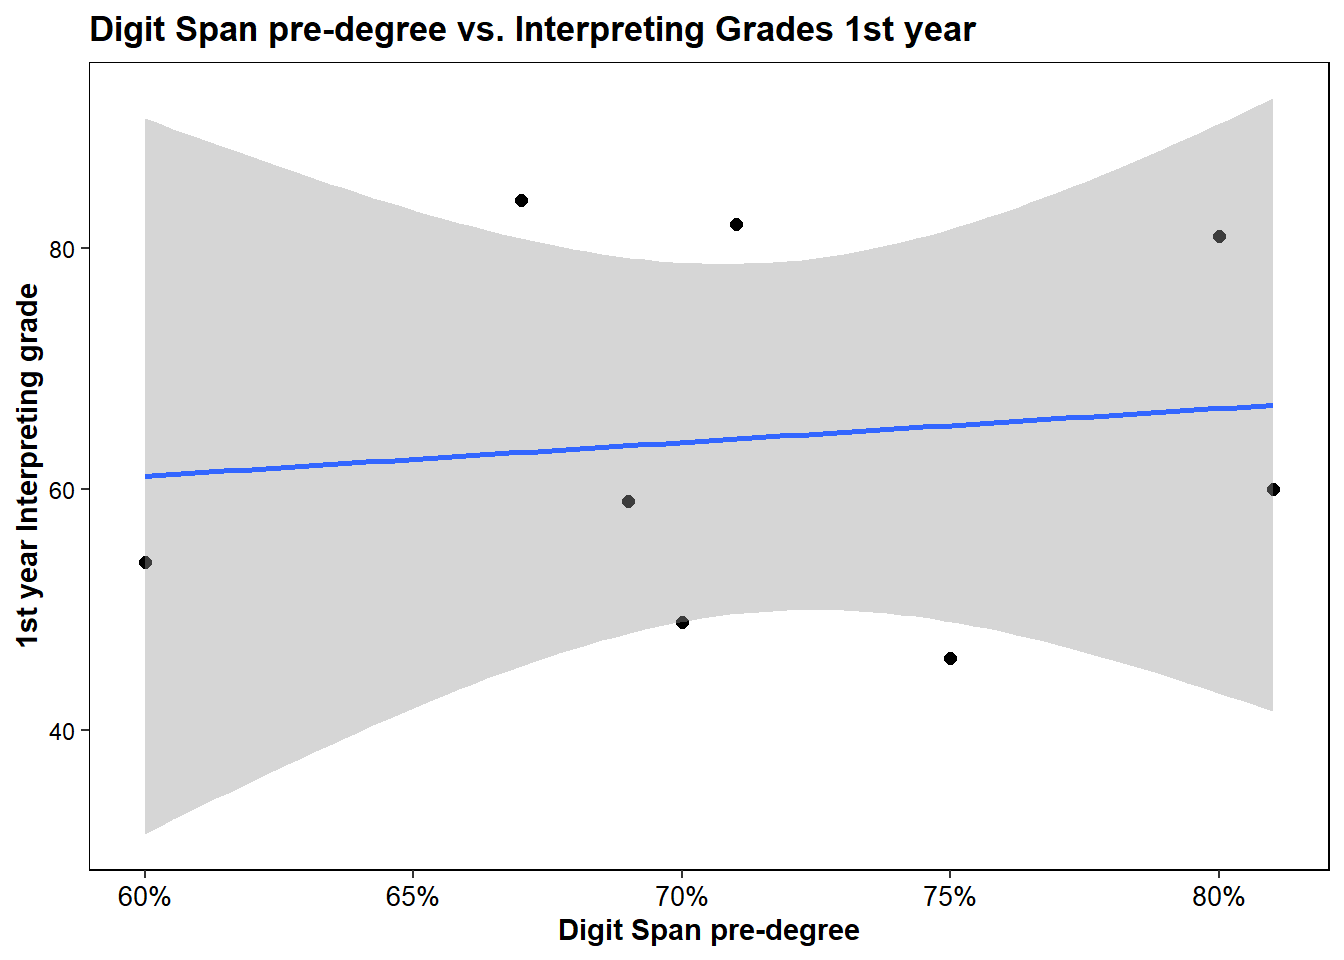 Digit Span pre-degree vs. Interpreting Grades 1st year
1st year Interpreting grade
80
60
40
60% 65% 70% 75% 80%
Digit Span pre-degree